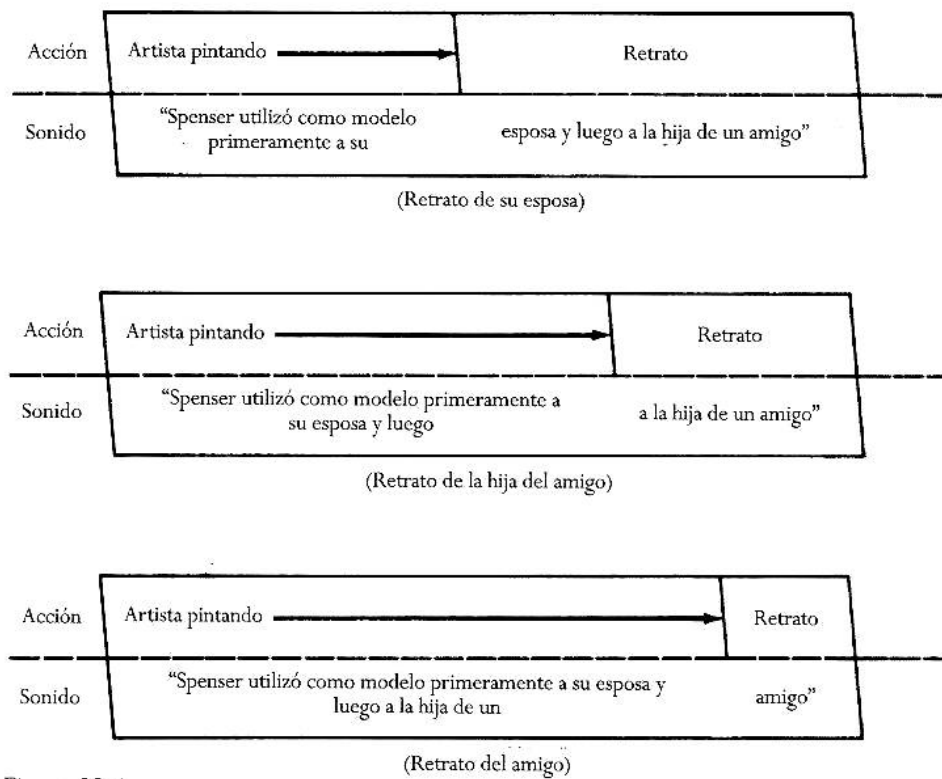 Acción
Artista pintando
Retrato
Sonido
“Spenser utilizó como modelo
primeramente a su
esposa y luego a la hija de un amigo”
(Retrato de su esposa)
Acción
Artista pintando
Retrato
Sonido
“Spenser utilizó como modelo primeramente a
su esposa y luego
a la hija de un amigo”
(Retrato de la hija del amigo)
Acción
Artista pintando
Retrato
Sonido
“Spenser utilizó como modelo primeramente a su esposa y
luego a la hija de un
amigo”
(Retrato del amigo)